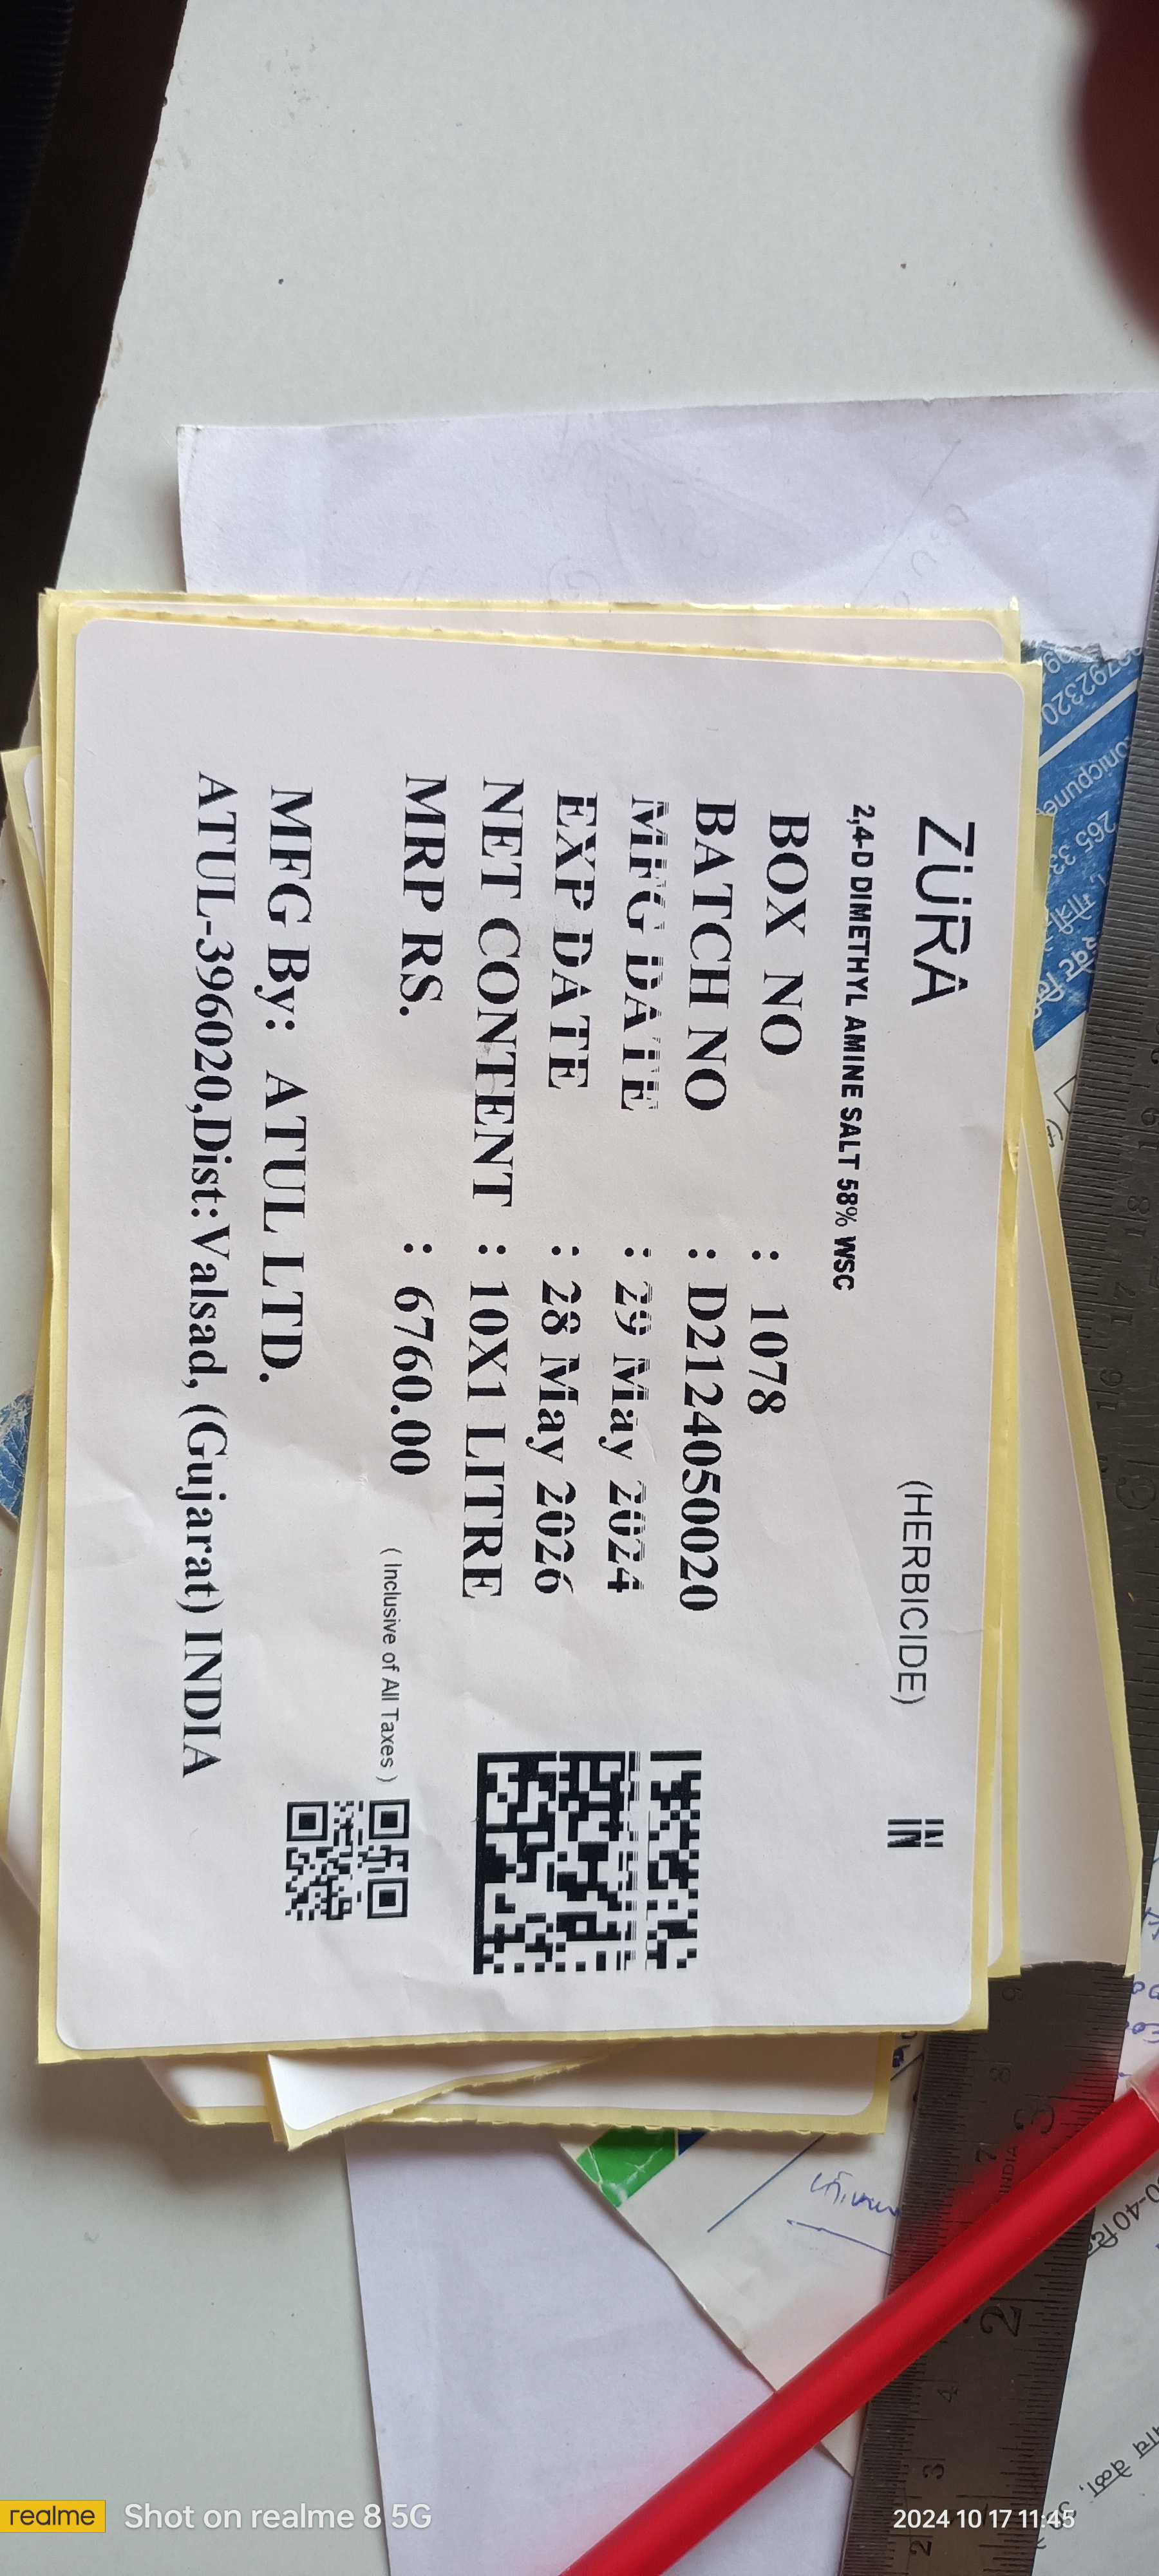 ZURA (HERBICIDE) IN
2,4-D DIMETHYL AMINE SALT 58% WSC
BOX NO : 1078
BATCH NO : D2124050020
MFG DATE : 29 May 2024
EXP DATE : 28 May 2026
NET CONTENT : 10X1 LITRE
MRP RS. : 6760.00 ( Inclusive of All Taxes )
MFG By: ATUL LTD.
ATUL-396020,Dist:Valsad, (Gujarat) INDIA
realme Shot on realme 8 5G
2024 10 17 11:45